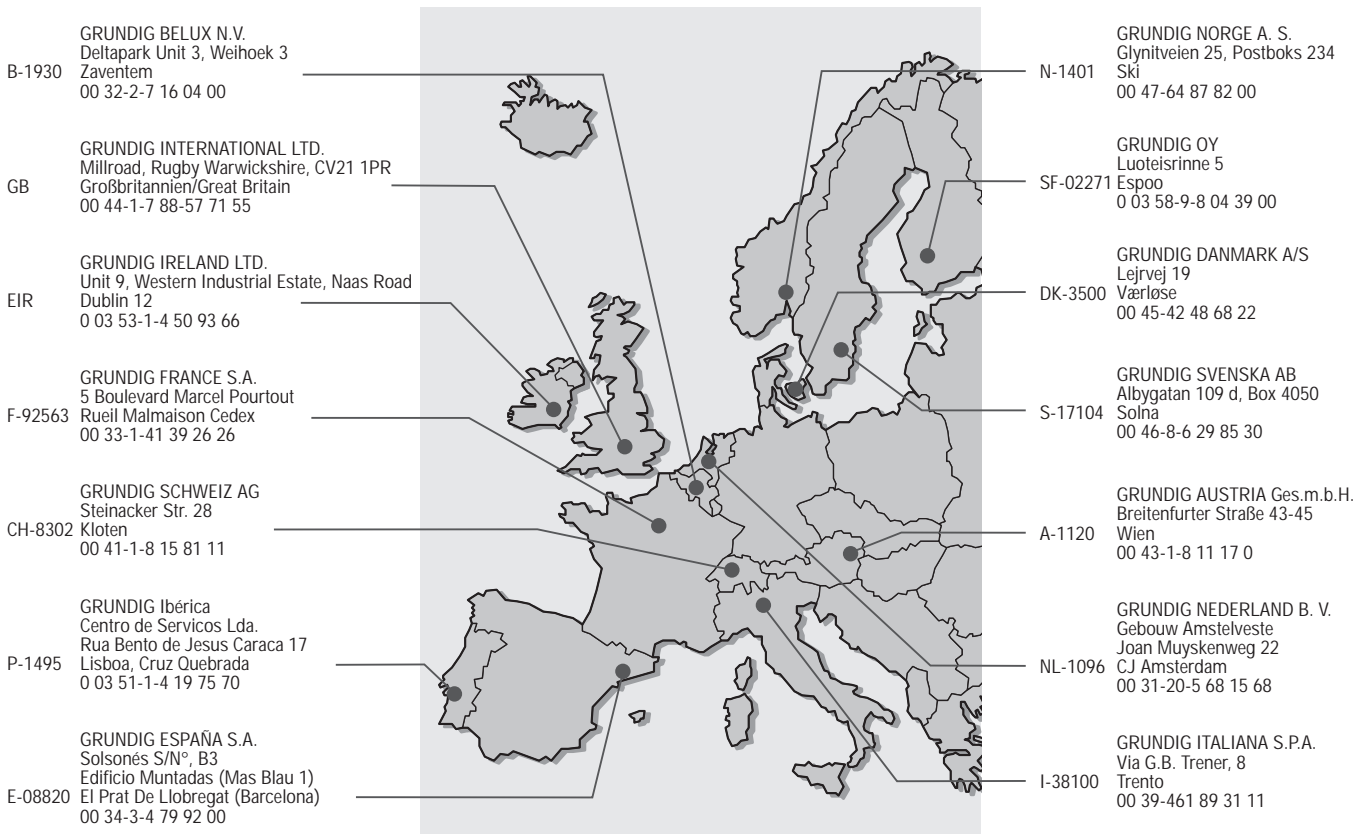 GRUNDIG BELUX N.V.
Deltapark Unit 3, Weihoek 3
B-1930 Zaventem
00 32-2-7 16 04 00
GRUNDIG INTERNATIONAL LTD.
Millroad, Rugby Warwickshire, CV21 1PR
GB Großbritannien/Great Britain
00 44-1-7 88-57 71 55
GRUNDIG IRELAND LTD.
Unit 9, Western Industrial Estate, Naas Road
EIR Dublin 12
0 03 53-1-4 50 93 66
GRUNDIG FRANCE S.A.
5 Boulevard Marcel Pourtout
F-92563 Rueil Malmaison Cedex
00 33-1-41 39 26 26
GRUNDIG SCHWEIZ AG
Steinacker Str. 28
CH-8302 Kloten
00 41-1-8 15 81 11
GRUNDIG Ibérica
Centro de Servicos Lda.
Rua Bento de Jesus Caraca 17
P-1495 Lisboa, Cruz Quebrada
0 03 51-1-4 19 75 70
GRUNDIG ESPAÑA S.A.
Solsonés S/N°, B3
Edificio Muntadas (Mas Blau 1)
E-08820 El Prat De Llobregat (Barcelona)
00 34-3-4 79 92 00
GRUNDIG NORGE A. S.
Glynitveien 25, Postboks 234
N-1401 Ski
00 47-64 87 82 00
GRUNDIG OY
Luoteisrinne 5
SF-02271 Espoo
0 03 58-9-8 04 39 00
GRUNDIG DANMARK A/S
Lejrvej 19
DK-3500 Værløse
00 45-42 48 68 22
GRUNDIG SVENSKA AB
Albygatan 109 d, Box 4050
S-17104 Solna
00 46-8-6 29 85 30
GRUNDIG AUSTRIA Ges.m.b.H.
Breitenfurter Straße 43-45
A-1120 Wien
00 43-1-8 11 17 0
GRUNDIG NEDERLAND B. V.
Gebouw Amstelveste
Joan Muyskenweg 22
NL-1096 CJ Amsterdam
00 31-20-5 68 15 68
GRUNDIG ITALIANA S.P.A.
Via G.B. Trener, 8
I-38100 Trento
00 39-461 89 31 11